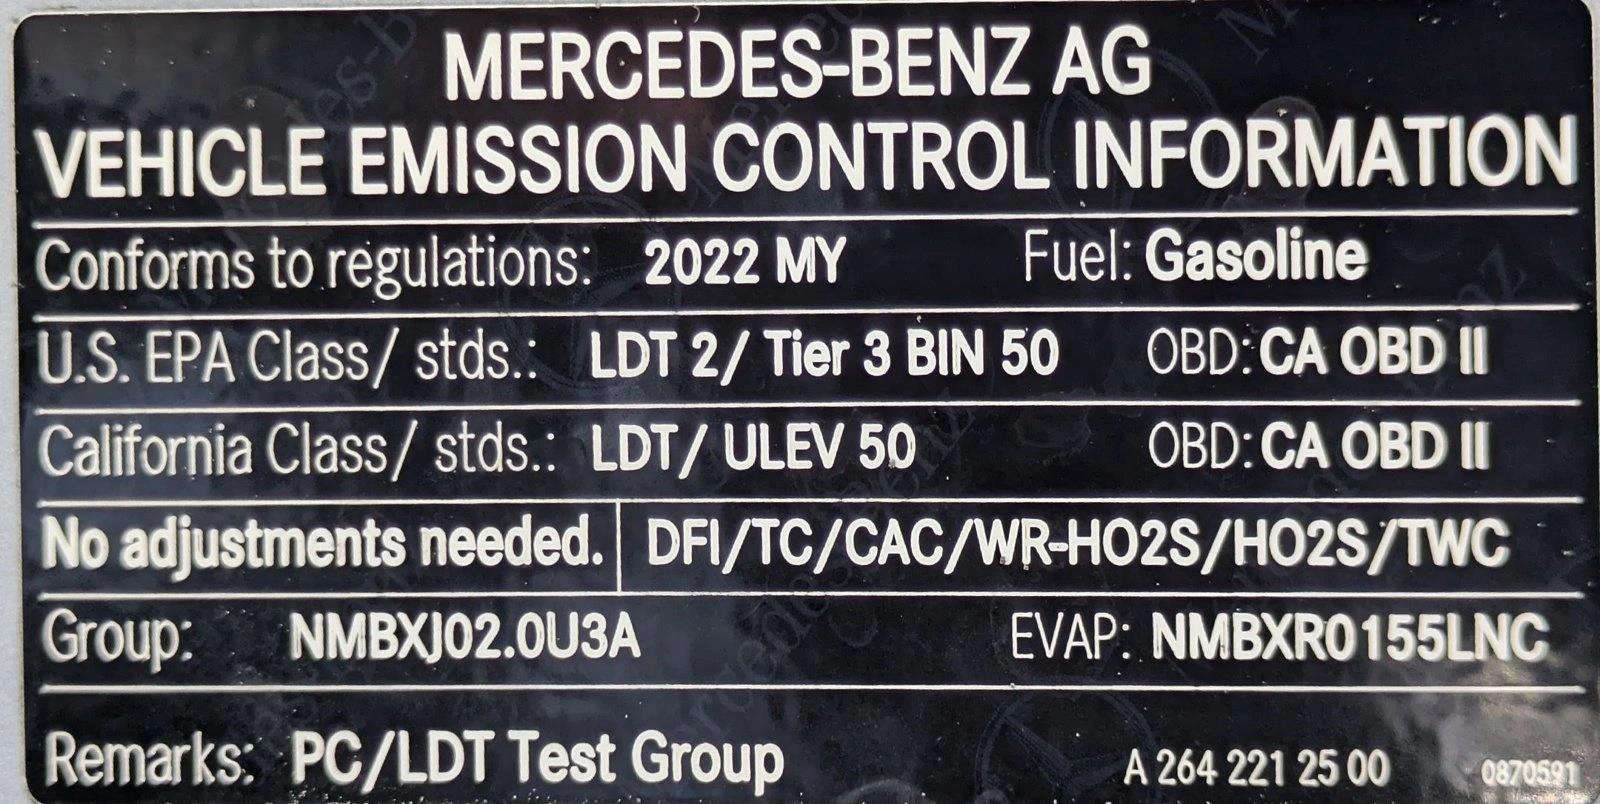 MERCEDES-BENZ AG
VEHICLE EMISSION CONTROL INFORMATION
Conforms to regulations: 2022 MY Fuel: Gasoline
U.S. EPA Class/ stds.: LDT 2/ Tier 3 BIN 50 OBD: CA OBD II
California Class/ stds.: LDT/ ULEV 50 OBD: CA OBD II
No adjustments needed. DFI/TC/CAC/WR-HO2S/HO2S/TWC
Group: NMBXJ02.0U3A EVAP: NMBXR0155LNC
Remarks: PC/LDT Test Group A 264 221 25 00 0870591